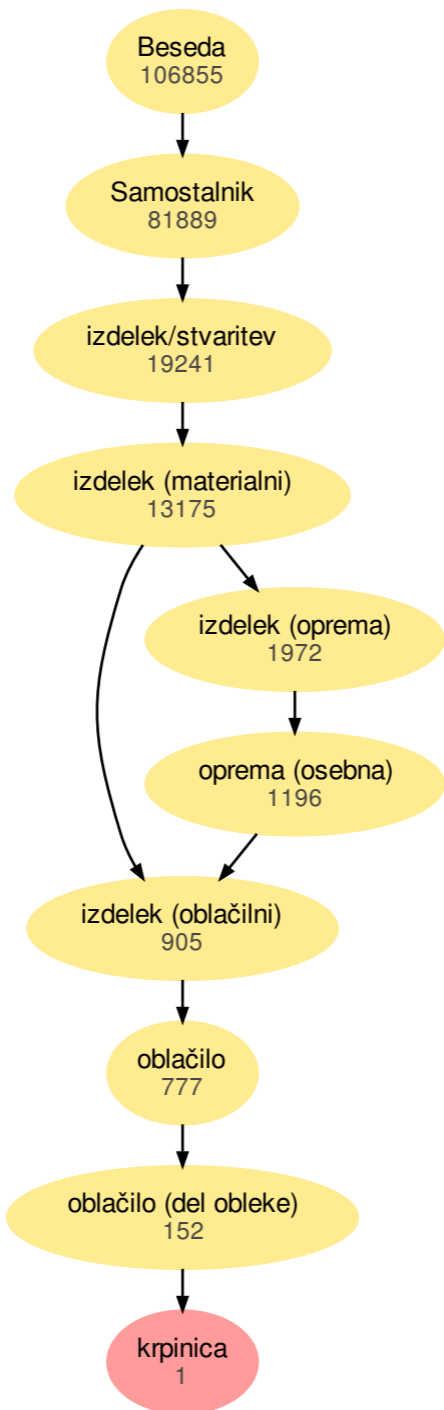 Beseda
106855
Samostalnik
81889
izdelek/stvaritev
19241
izdelek (materialni)
13175
izdelek (oprema)
1972
oprema (osebna)
1196
izdelek (oblačilni)
905
oblačilo
777
oblačilo (del obleke)
152
krpinica
1